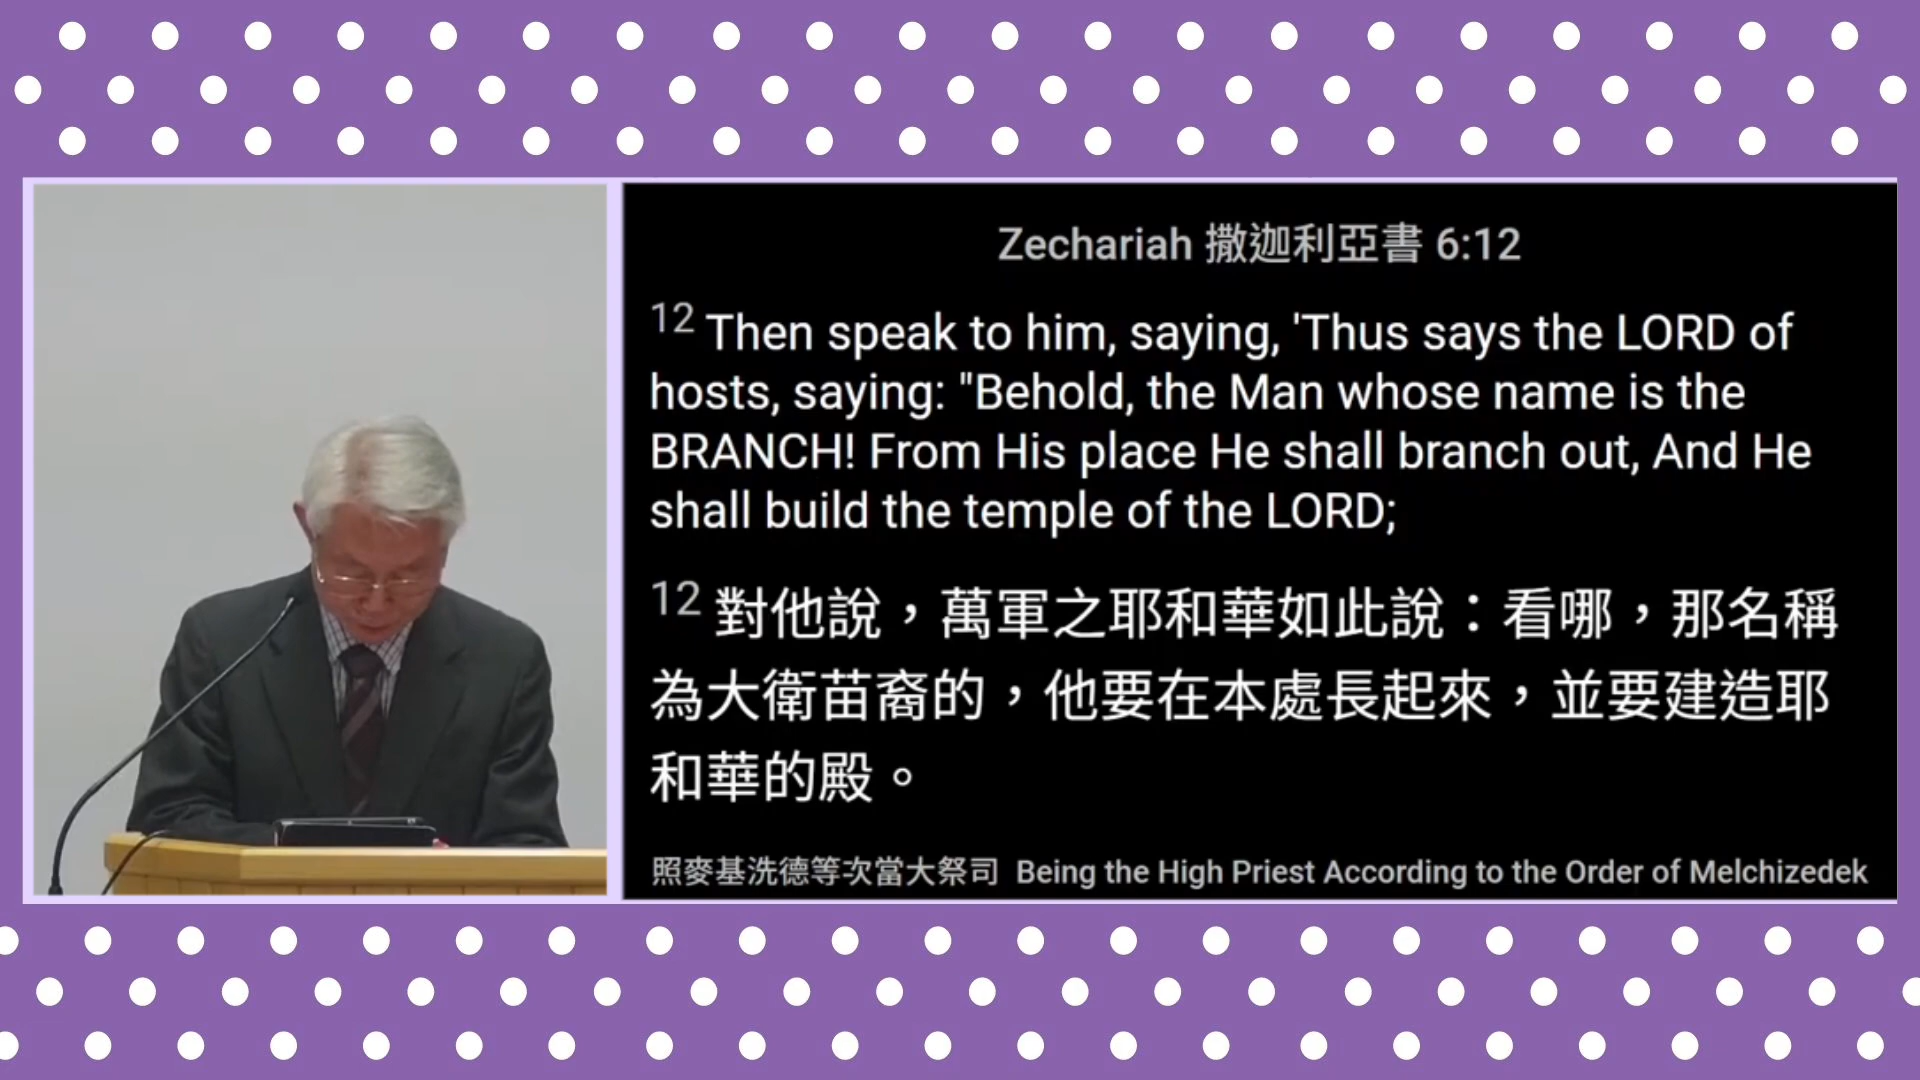 Zechariah 撒迦利亞書 6:12
12 Then speak to him, saying, 'Thus says the LORD of
hosts, saying: "Behold, the Man whose name is the
BRANCH! From His place He shall branch out, And He
shall build the temple of the LORD;
12 對他說，萬軍之耶和華如此說：看哪，那名稱
為大衛苗裔的，他要在本處長起來，並要建造耶
和華的殿。
照麥基洗德等次當大祭司 Being the High Priest According to the Order of Melchizedek